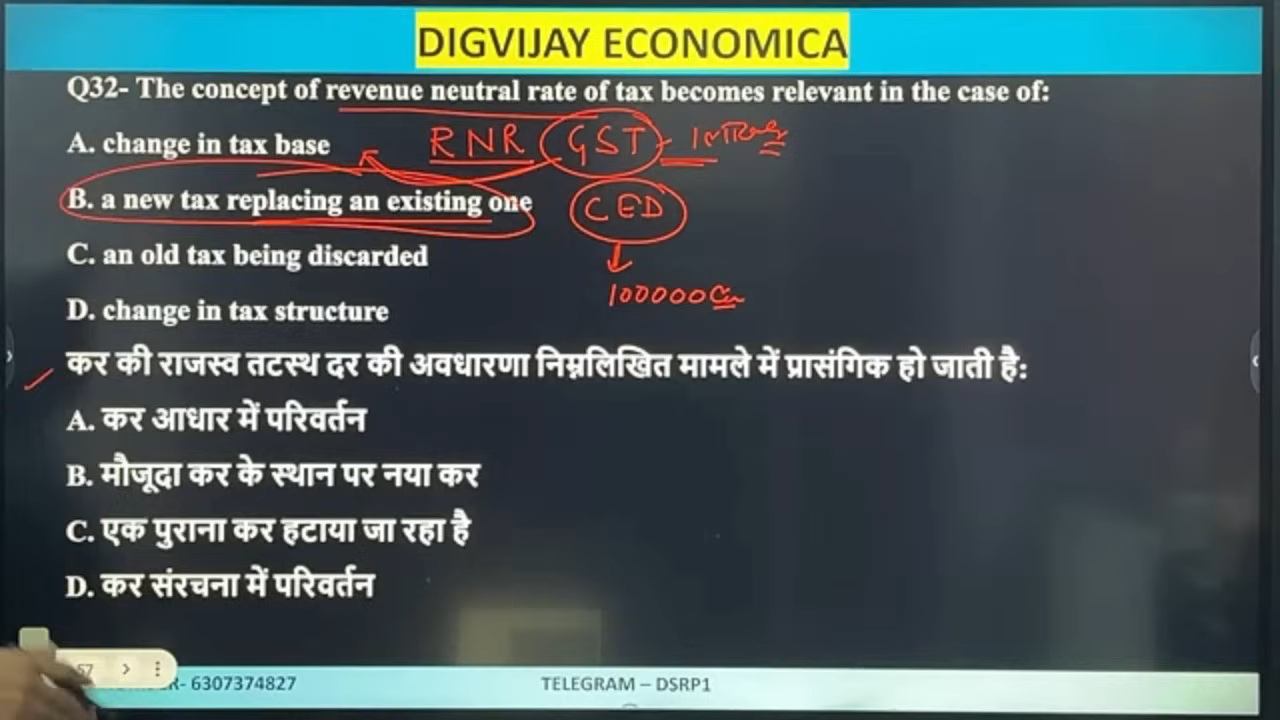 DIGVIJAY ECONOMICA
Q32- The concept of revenue neutral rate of tax becomes relevant in the case of:
A. change in tax base
RNR GST -
B. a new tax replacing an existing one
CED
C. an old tax being discarded
100000 Cr
D. change in tax structure
कर की राजस्व तटस्थ दर की अवधारणा निम्नलिखित मामले में प्रासंगिक हो जाती है:
A. कर आधार में परिवर्तन
B. मौजूदा कर के स्थान पर नया कर
C. एक पुराना कर हटाया जा रहा है
D. कर संरचना में परिवर्तन
57
R- 6307374827
TELEGRAM – DSRP1